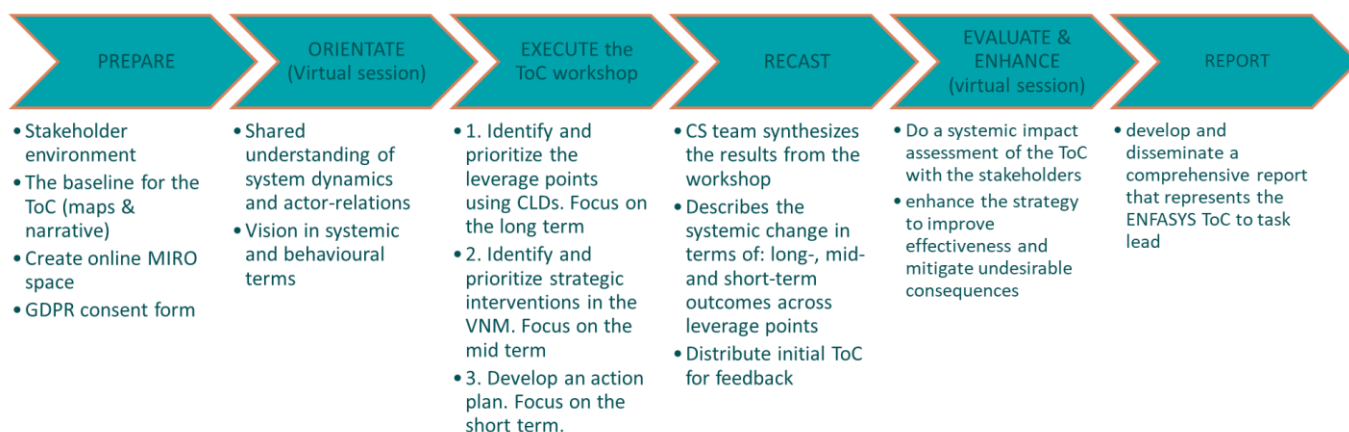 PREPARE
• Stakeholder
environment
• The baseline for the
ToC (maps &
narrative)
• Create online MIRO
space
• GDPR consent form
ORIENTATE
(Virtual session)
• Shared
understanding of
system dynamics
and actor-relations
• Vision in systemic
and behavioural
terms
EXECUTE the
ToC workshop
• 1. Identify and
prioritize the
leverage points
using CLDs. Focus on
the long term
• 2. Identify and
prioritize strategic
interventions in the
VNM. Focus on the
mid term
• 3. Develop an action
plan. Focus on the
short term.
RECAST
• CS team synthesizes
the results from the
workshop
• Describes the
systemic change in
terms of: long-, mid-
and short-term
outcomes across
leverage points
• Distribute initial ToC
for feedback
EVALUATE &
ENHANCE
(virtual session)
• Do a systemic impact
assessment of the ToC
with the stakeholders
• enhance the strategy
to improve
effectiveness and
mitigate undesirable
consequences
REPORT
• develop and
disseminate a
comprehensive report
that represents the
ENFASYS ToC to task
lead